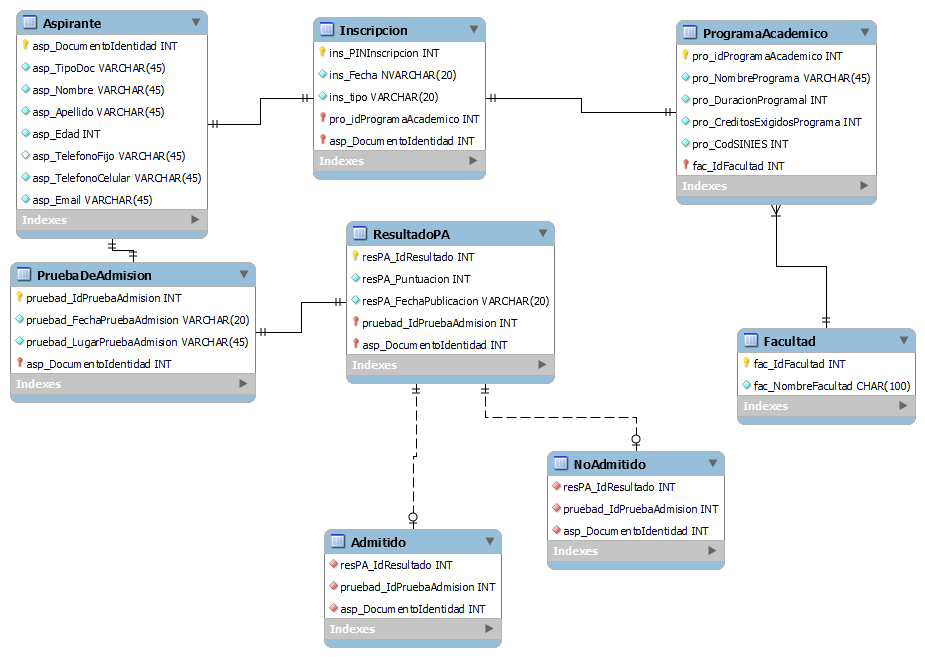 Aspirante
asp_DocumentoIdentidad INT
asp_TipoDoc VARCHAR(45)
asp_Nombre VARCHAR(45)
asp_Apellido VARCHAR(45)
asp_Edad INT
asp_TelefonoFijo VARCHAR(45)
asp_TelefonoCelular VARCHAR(45)
asp_Email VARCHAR(45)
Indexes
Inscripcion
ins_PINInscripcion INT
ins_Fecha NVARCHAR(20)
ins_tipo VARCHAR(20)
pro_idProgramaAcademico INT
asp_DocumentoIdentidad INT
Indexes
ProgramaAcademico
pro_idProgramaAcademico INT
pro_NombrePrograma VARCHAR(45)
pro_DuracionProgramal INT
pro_CreditosExigidosPrograma INT
pro_CodSINIES INT
fac_IdFacultad INT
Indexes
PruebaDeAdmision
pruebad_IdPruebaAdmision INT
pruebad_FechaPruebaAdmision VARCHAR(20)
pruebad_LugarPruebaAdmision VARCHAR(45)
asp_DocumentoIdentidad INT
Indexes
ResultadoPA
resPA_IdResultado INT
resPA_Puntuacion INT
resPA_FechaPublicacion VARCHAR(20)
pruebad_IdPruebaAdmision INT
asp_DocumentoIdentidad INT
Indexes
Facultad
fac_IdFacultad INT
fac_NombreFacultad CHAR(100)
Indexes
NoAdmitido
resPA_IdResultado INT
pruebad_IdPruebaAdmision INT
asp_DocumentoIdentidad INT
Indexes
Admitido
resPA_IdResultado INT
pruebad_IdPruebaAdmision INT
asp_DocumentoIdentidad INT
Indexes